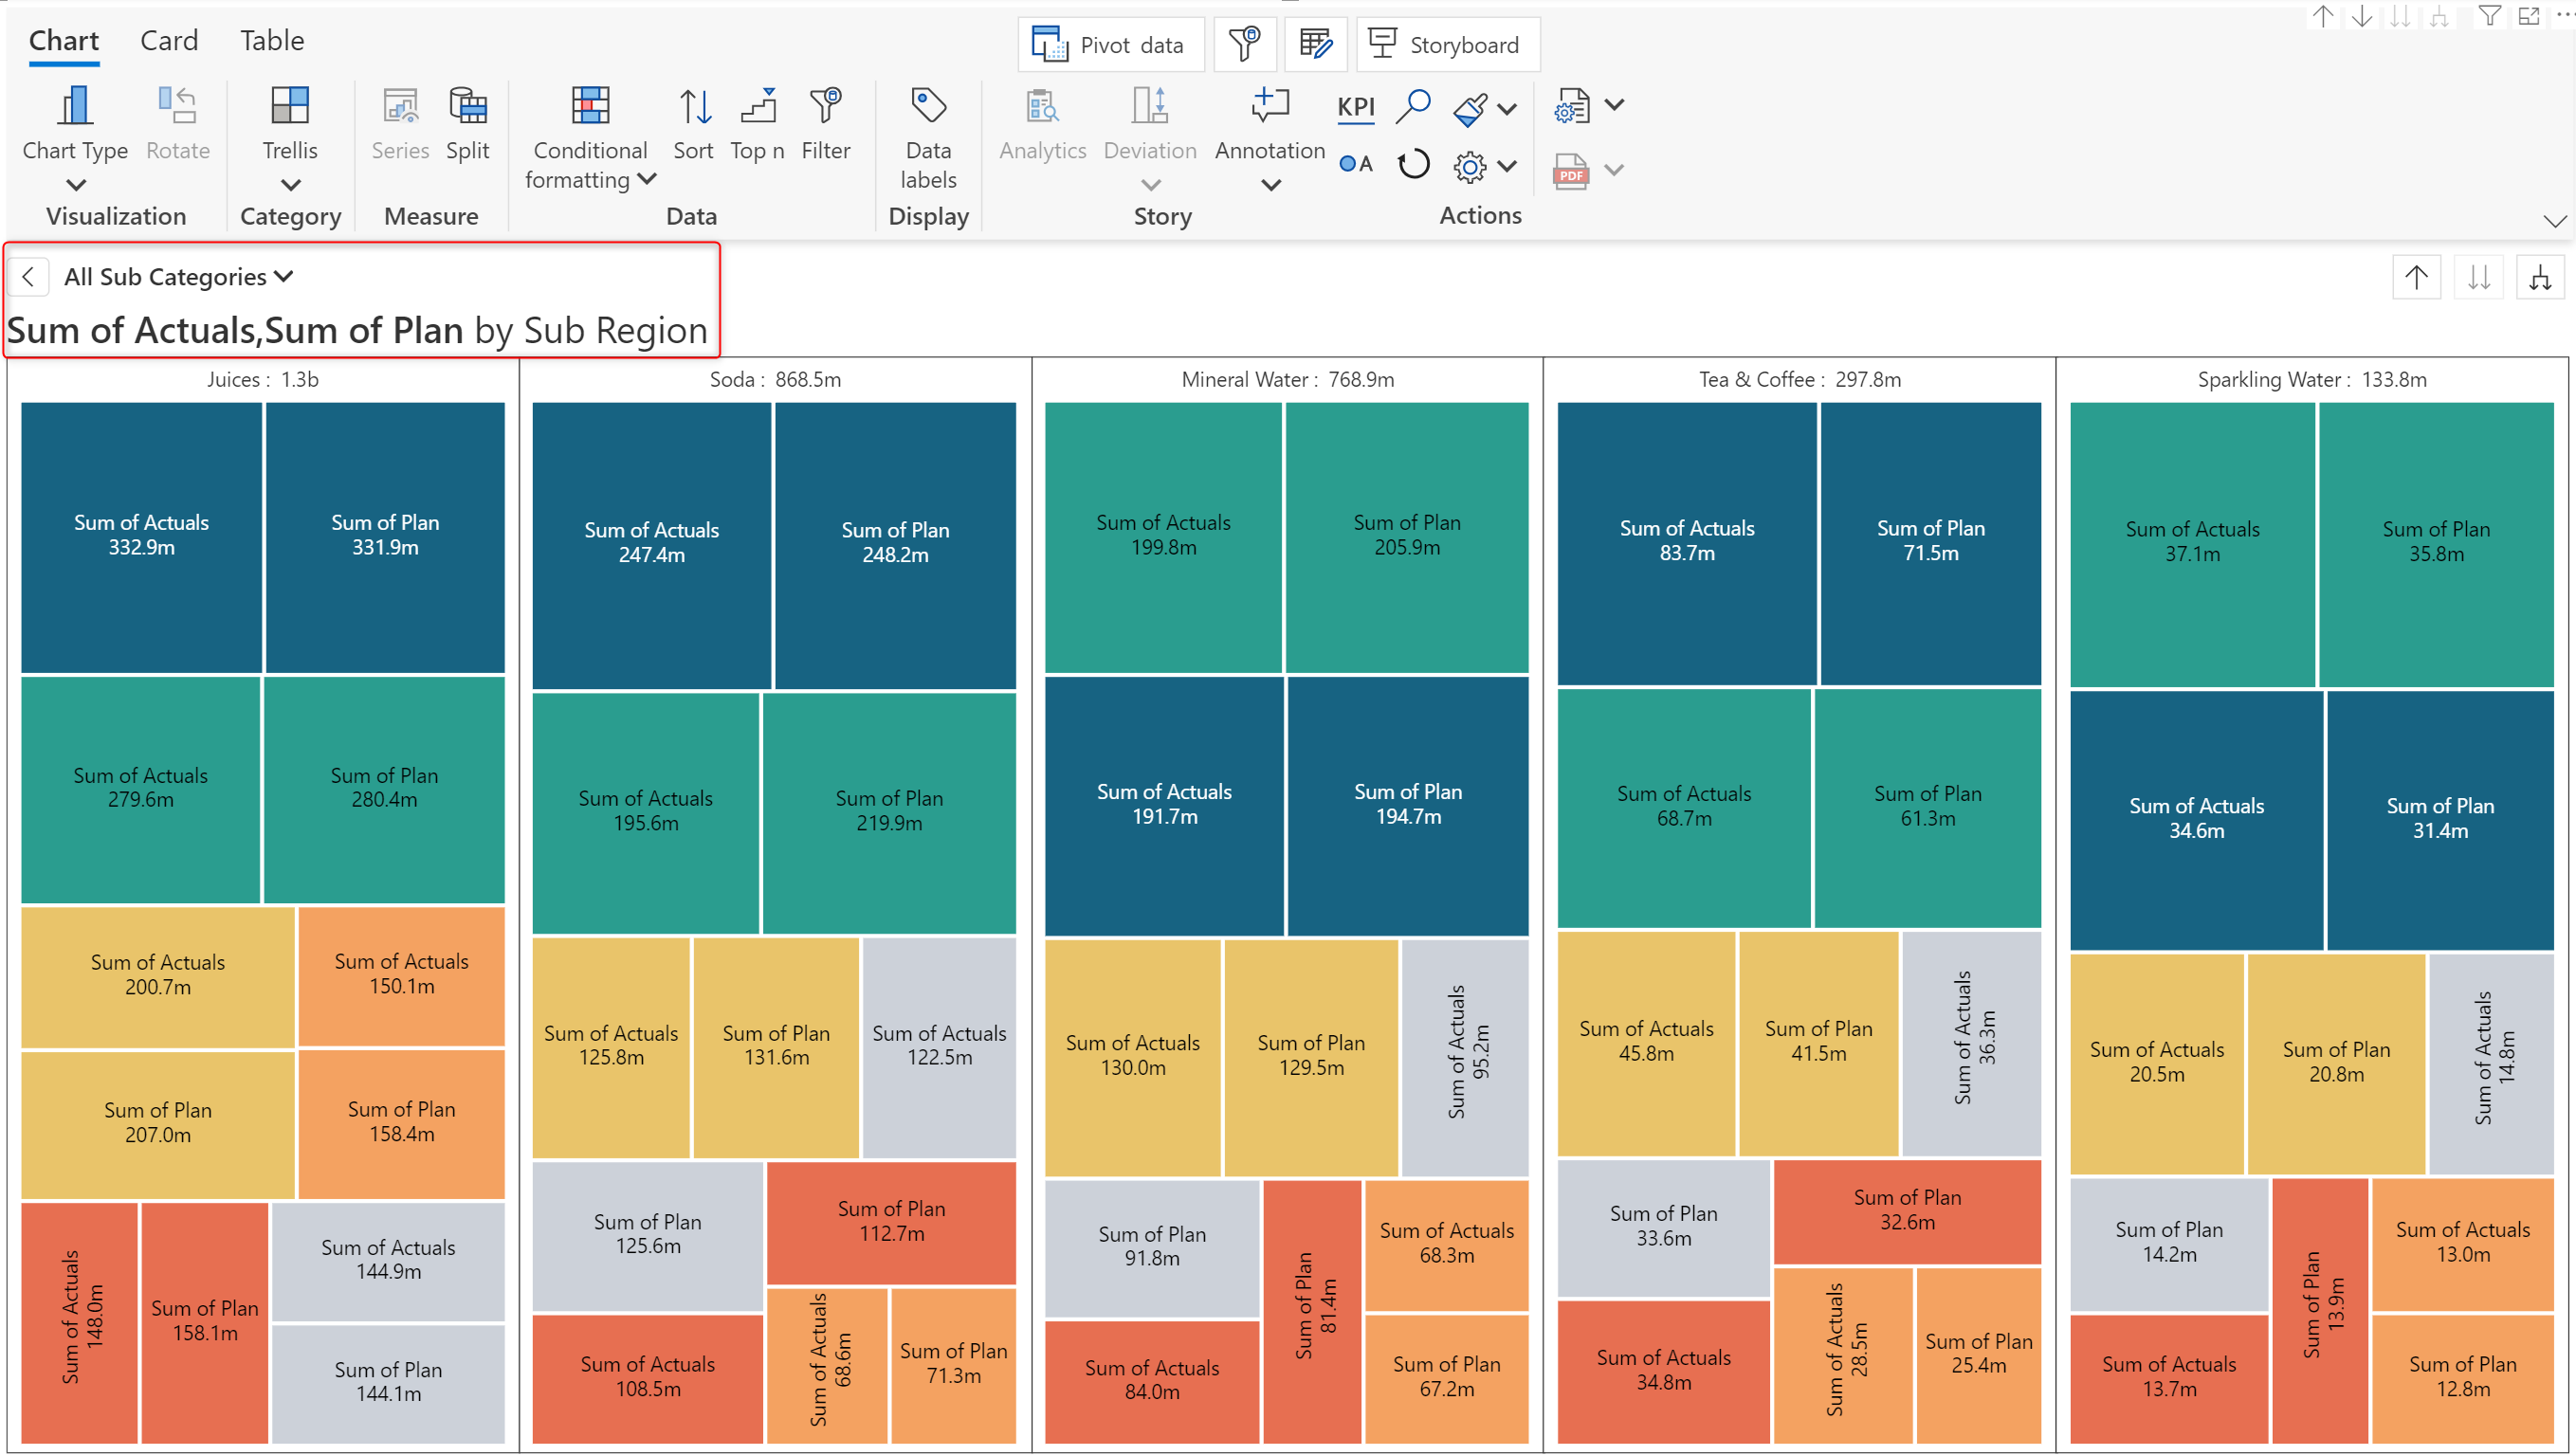 Chart Card Table
Pivot data
Storyboard
Chart Type
Rotate
Visualization
Trellis
Category
Series
Split
Measure
Conditional
formatting
Sort
Top n
Filter
Data
Data
labels
Display
Analytics
Deviation
Annotation
Story
KPI
A
PDF
Actions
All Sub Categories
Sum of Actuals,Sum of Plan by Sub Region
Juices : 1.3b
Sum of Actuals
332.9m
Sum of Plan
331.9m
Sum of Actuals
279.6m
Sum of Plan
280.4m
Sum of Actuals
200.7m
Sum of Actuals
150.1m
Sum of Plan
207.0m
Sum of Plan
158.4m
Sum of Actuals
148.0m
Sum of Plan
158.1m
Sum of Actuals
144.9m
Sum of Plan
144.1m
Soda : 868.5m
Sum of Actuals
247.4m
Sum of Plan
248.2m
Sum of Actuals
195.6m
Sum of Plan
219.9m
Sum of Actuals
125.8m
Sum of Plan
131.6m
Sum of Actuals
122.5m
Sum of Plan
125.6m
Sum of Plan
112.7m
Sum of Actuals
108.5m
Sum of Actuals
68.6m
Sum of Plan
71.3m
Mineral Water : 768.9m
Sum of Actuals
199.8m
Sum of Plan
205.9m
Sum of Actuals
191.7m
Sum of Plan
194.7m
Sum of Actuals
130.0m
Sum of Plan
129.5m
Sum of Actuals
95.2m
Sum of Plan
91.8m
Sum of Plan
81.4m
Sum of Actuals
68.3m
Sum of Actuals
84.0m
Sum of Plan
67.2m
Tea & Coffee : 297.8m
Sum of Actuals
83.7m
Sum of Plan
71.5m
Sum of Actuals
68.7m
Sum of Plan
61.3m
Sum of Actuals
45.8m
Sum of Plan
41.5m
Sum of Actuals
36.3m
Sum of Plan
33.6m
Sum of Plan
32.6m
Sum of Actuals
34.8m
Sum of Actuals
28.5m
Sum of Plan
25.4m
Sparkling Water : 133.8m
Sum of Actuals
37.1m
Sum of Plan
35.8m
Sum of Actuals
34.6m
Sum of Plan
31.4m
Sum of Actuals
20.5m
Sum of Plan
20.8m
Sum of Actuals
14.8m
Sum of Plan
14.2m
Sum of Plan
13.9m
Sum of Actuals
13.0m
Sum of Actuals
13.7m
Sum of Plan
12.8m